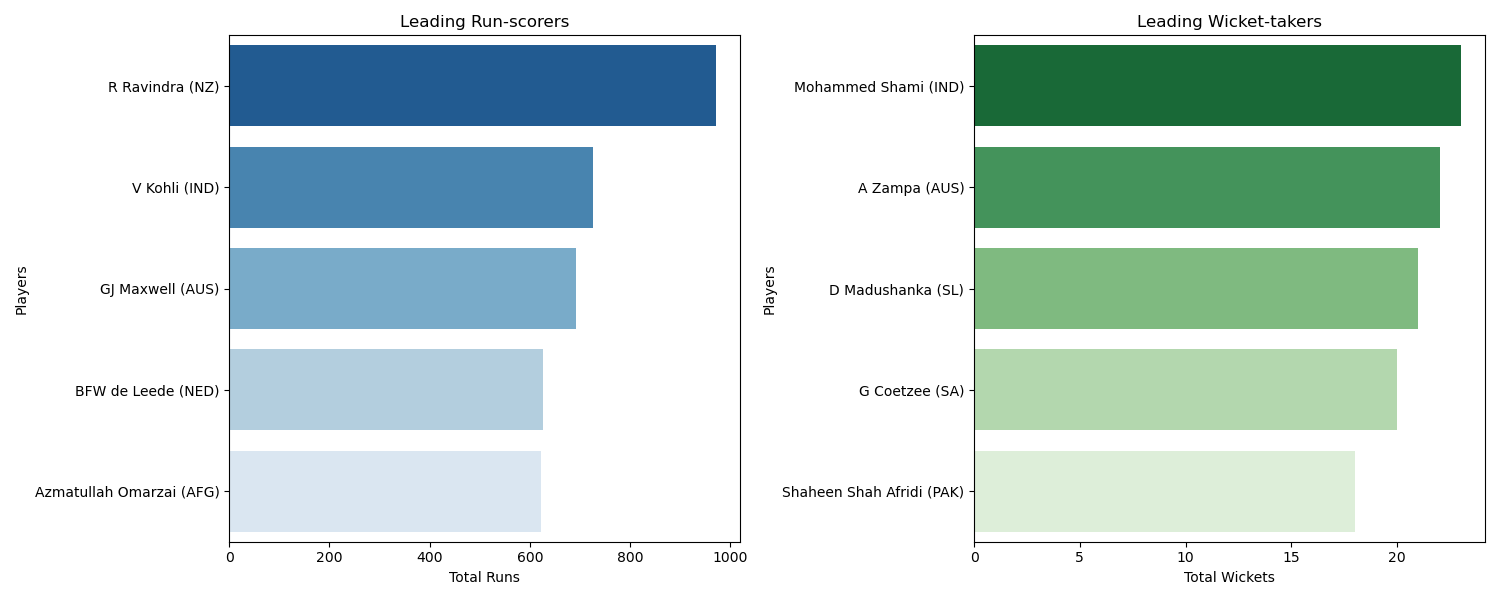 Leading Run-scorers
Players
R Ravindra (NZ)
V Kohli (IND)
GJ Maxwell (AUS)
BFW de Leede (NED)
Azmatullah Omarzai (AFG)
0 200 400 600 800 1000
Total Runs
Leading Wicket-takers
Players
Mohammed Shami (IND)
A Zampa (AUS)
D Madushanka (SL)
G Coetzee (SA)
Shaheen Shah Afridi (PAK)
0 5 10 15 20
Total Wickets